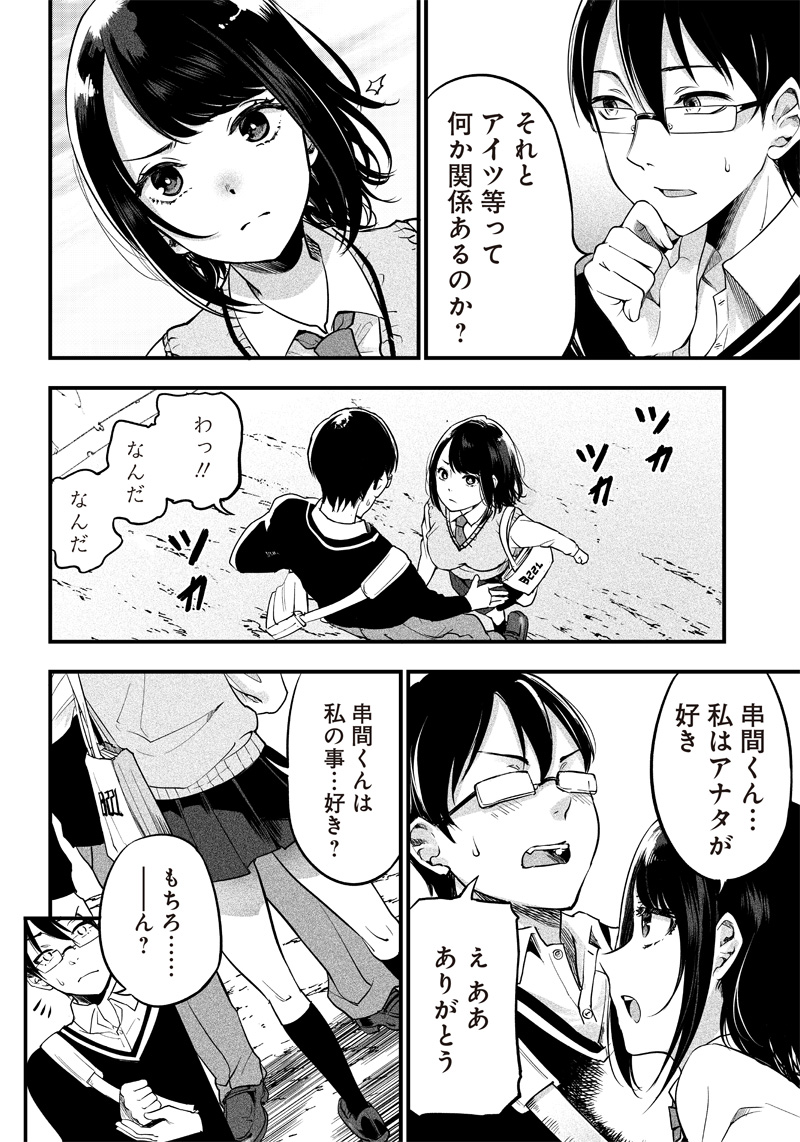 それと
アイツ等って
何か関係あるのか？
ツカ
ツカ
ツカ
わっ!!
なんだ
なんだ
串間くん…
私はアナタが
好き
え ああ
ありがとう
串間くんは
私の事…好き？
もちろ……
――ん？